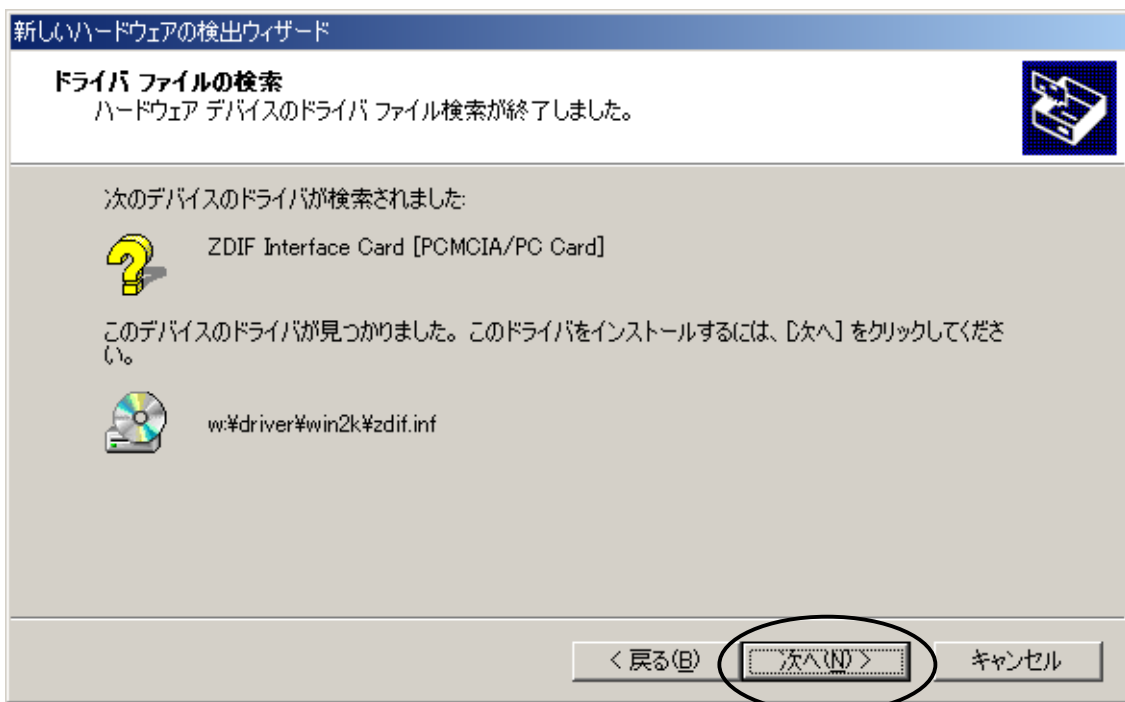 新しいハードウェアの検出ウィザード
ドライバ ファイルの検索
ハードウェア デバイスのドライバ ファイル検索が終了しました。
次のデバイスのドライバが検索されました:
ZDIF Interface Card [PCMCIA/PC Card]
このデバイスのドライバが見つかりました。このドライバをインストールするには、[次へ] をクリックしてくださ
い。
w:¥driver¥win2k¥zdif.inf
< 戻る(B)
次へ(N) >
キャンセル